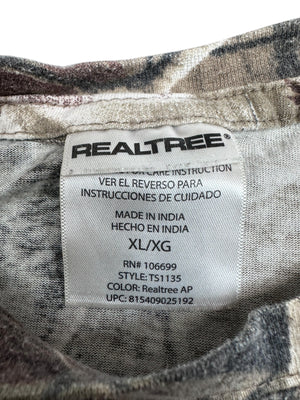 REALTREE®
FOR CARE INSTRUCTION
VER EL REVERSO PARA
INSTRUCCIONES DE CUIDADO
MADE IN INDIA
HECHO EN INDIA
XL/XG
RN# 106699
STYLE: TS1135
COLOR: Realtree AP
UPC: 815409025192